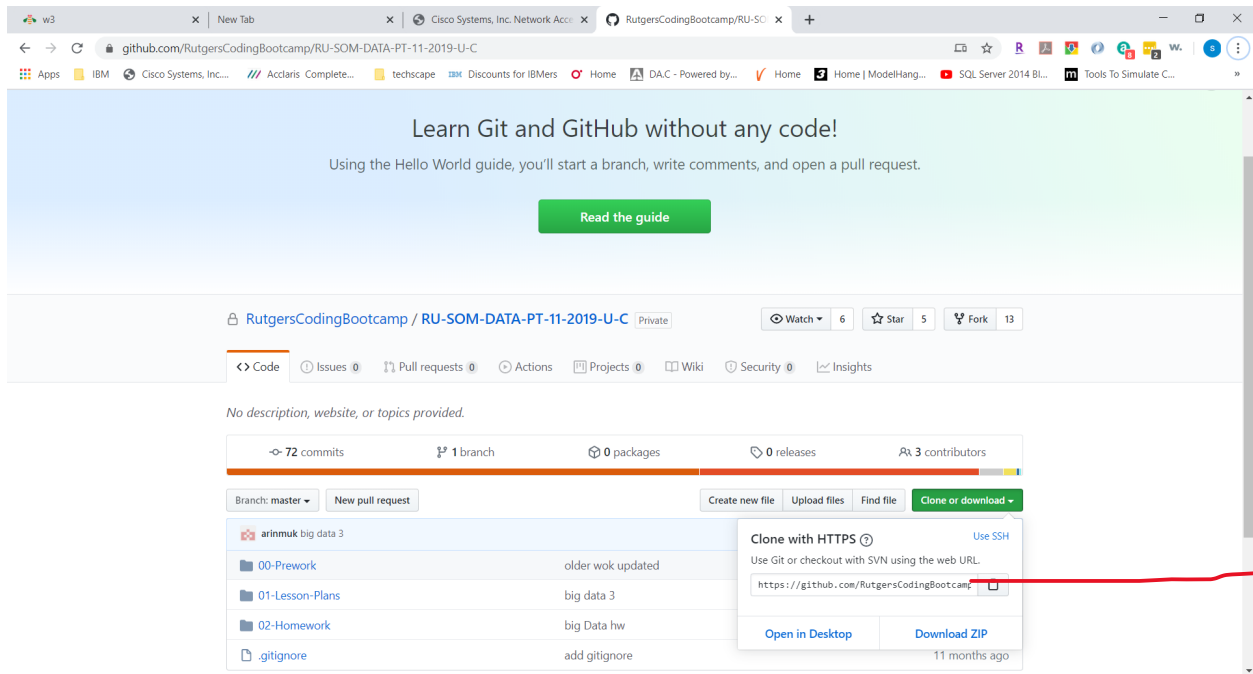 w3
New Tab
Cisco Systems, Inc. Network Acce
RutgersCodingBootcamp/RU-SO
github.com/RutgersCodingBootcamp/RU-SOM-DATA-PT-11-2019-U-C
R a 8 2 w. s
Apps IBM Cisco Systems, Inc.... Acclaris Complete... techscape IBM Discounts for IBMers Home DA.C - Powered by... Home 3 Home | ModelHang... SQL Server 2014 Bl... m Tools To Simulate C... »
Learn Git and GitHub without any code!
Using the Hello World guide, you'll start a branch, write comments, and open a pull request.
Read the guide
RutgersCodingBootcamp / RU-SOM-DATA-PT-11-2019-U-C Private Watch 6 Star 5 Fork 13
<> Code Issues 0 Pull requests 0 Actions Projects 0 Wiki Security 0 Insights
No description, website, or topics provided.
72 commits 1 branch 0 packages 0 releases 3 contributors
Branch: master New pull request Create new file Upload files Find file Clone or download
arinmuk big data 3
Clone with HTTPS ? Use SSH
Use Git or checkout with SVN using the web URL.
https://github.com/RutgersCodingBootcamp
Open in Desktop Download ZIP
00-Prework older wok updated
01-Lesson-Plans big data 3
02-Homework big Data hw
.gitignore add gitignore 11 months ago